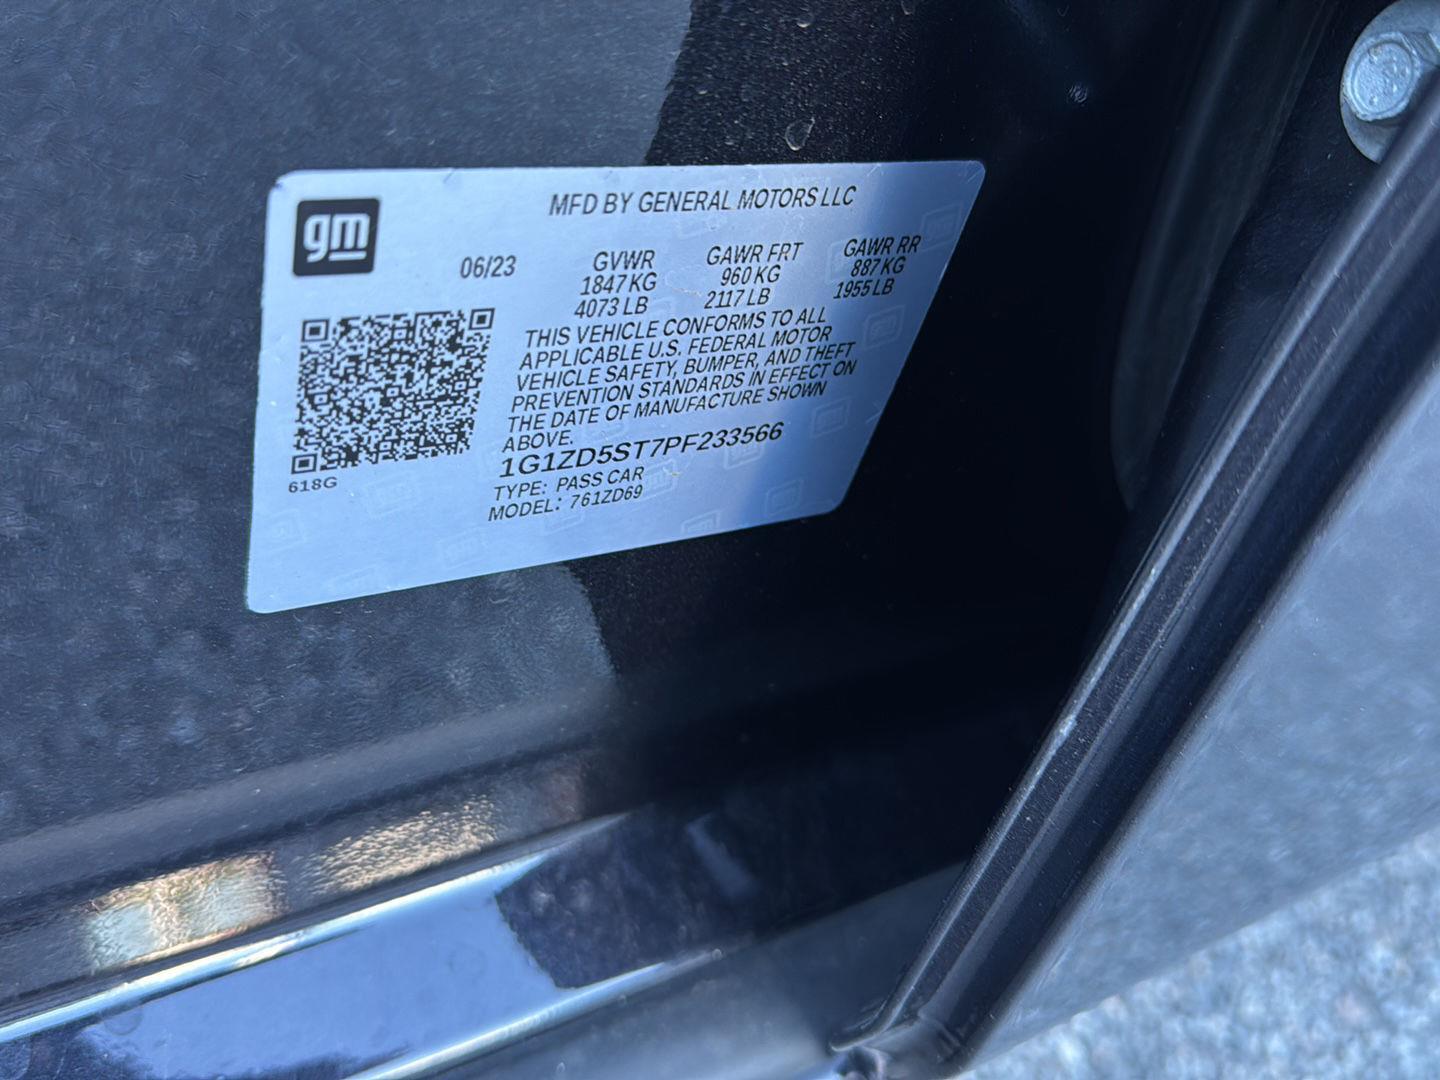 gm
MFD BY GENERAL MOTORS LLC
06/23
GVWR
1847 KG
4073 LB
GAWR FRT
960 KG
2117 LB
GAWR RR
887 KG
1955 LB
THIS VEHICLE CONFORMS TO ALL
APPLICABLE U.S. FEDERAL MOTOR
VEHICLE SAFETY, BUMPER, AND THEFT
PREVENTION STANDARDS IN EFFECT ON
THE DATE OF MANUFACTURE SHOWN
ABOVE.
1G1ZD5ST7PF233566
TYPE: PASS CAR
MODEL: 761ZD69
618G